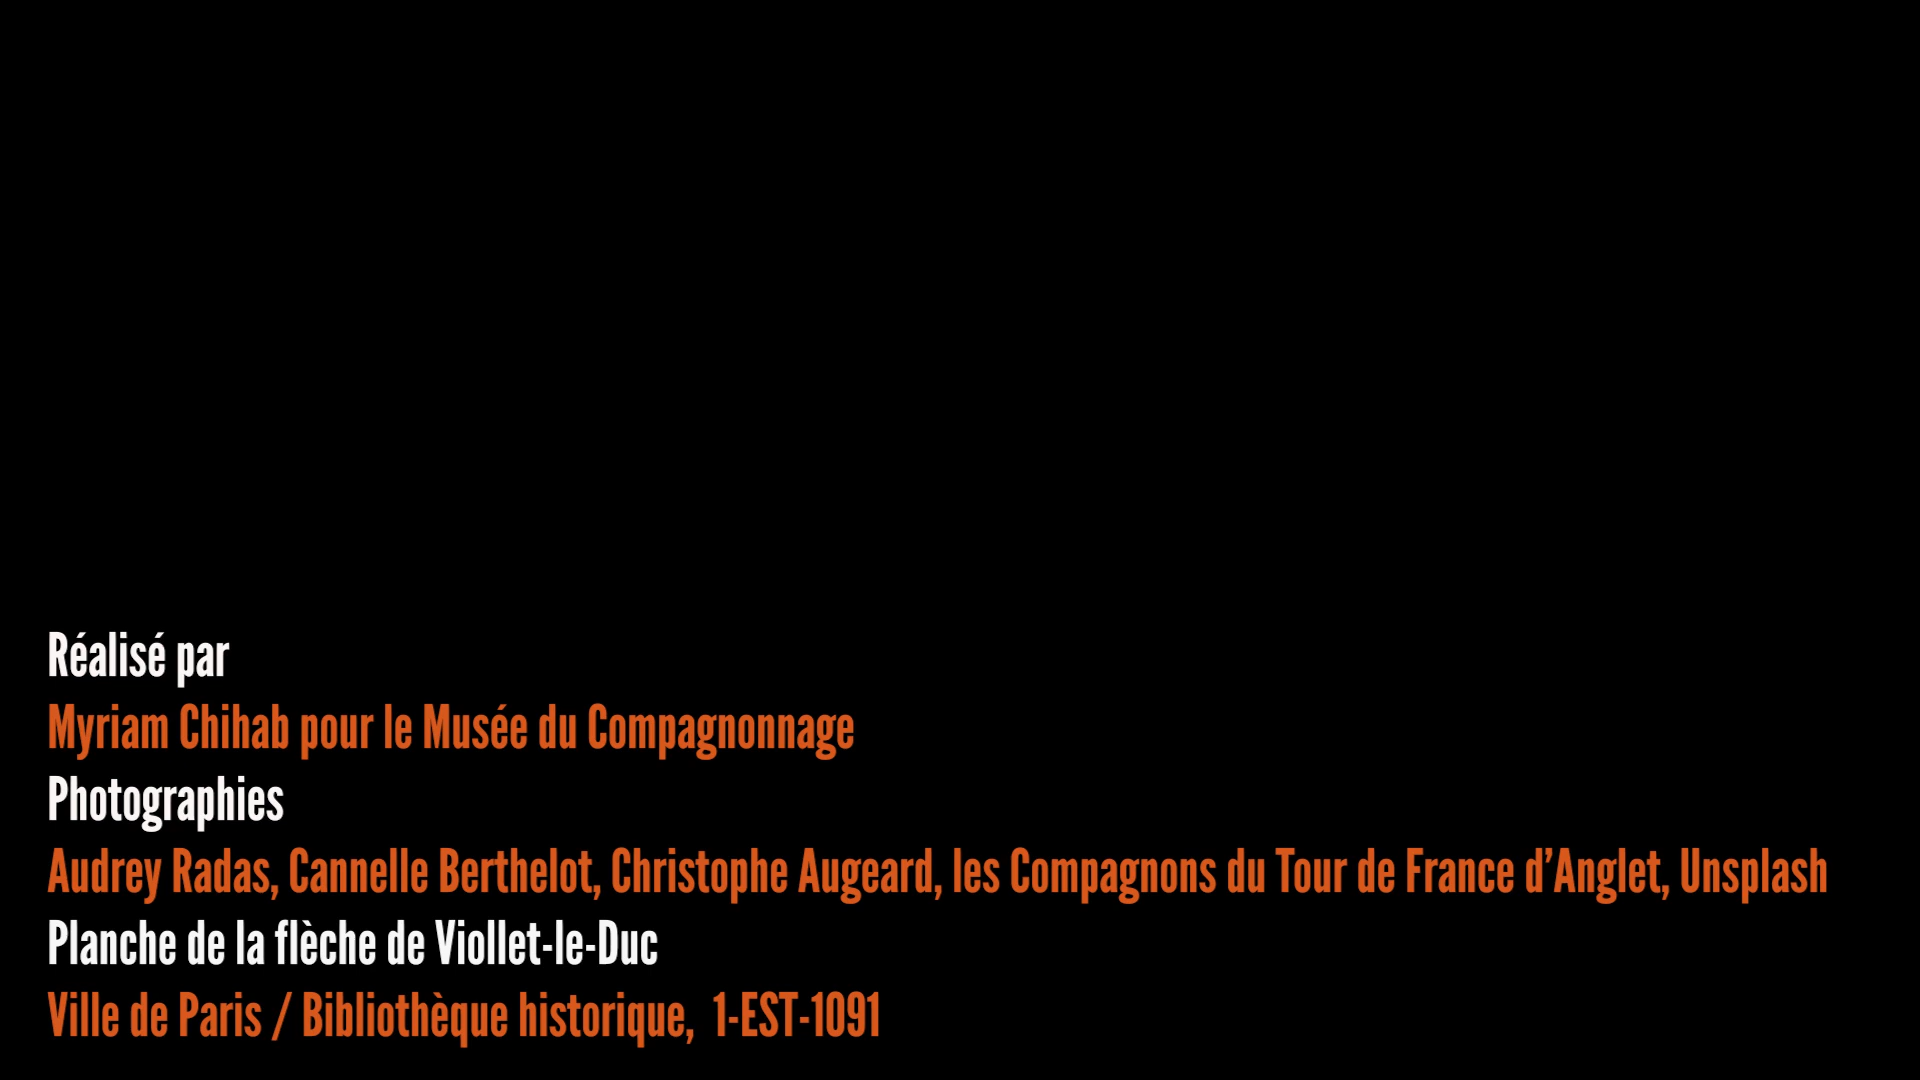 Réalisé par
Myriam Chihab pour le Musée du Compagnonnage
Photographies
Audrey Radas, Cannelle Berthelot, Christophe Augeard, les Compagnons du Tour de France d’Anglet, Unsplash
Planche de la flèche de Viollet-le-Duc
Ville de Paris / Bibliothèque historique, 1-EST-1091